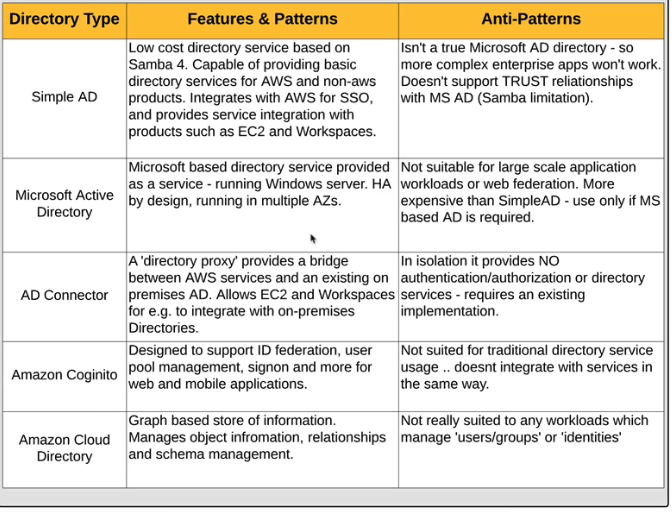 Directory Type
Features & Patterns
Anti-Patterns
Simple AD
Low cost directory service based on
Samba 4. Capable of providing basic
directory services for AWS and non-aws
products. Integrates with AWS for SSO,
and provides service integration with
products such as EC2 and Workspaces.
Isn't a true Microsoft AD directory - so
more complex enterprise apps won't work.
Doesn't support TRUST relationships
with MS AD (Samba limitation).
Microsoft Active
Directory
Microsoft based directory service provided
as a service - running Windows server. HA
by design, running in multiple AZs.
Not suitable for large scale application
workloads or web federation. More
expensive than SimpleAD - use only if MS
based AD is required.
AD Connector
A 'directory proxy' provides a bridge
between AWS services and an existing on
premises AD. Allows EC2 and Workspaces
for e.g. to integrate with on-premises
Directories.
In isolation it provides NO
authentication/authorization or directory
services - requires an existing
implementation.
Amazon Coginito
Designed to support ID federation, user
pool management, signon and more for
web and mobile applications.
Not suited for traditional directory service
usage .. doesnt integrate with services in
the same way.
Amazon Cloud
Directory
Graph based store of information.
Manages object infromation, relationships
and schema management.
Not really suited to any workloads which
manage 'users/groups' or 'identities'